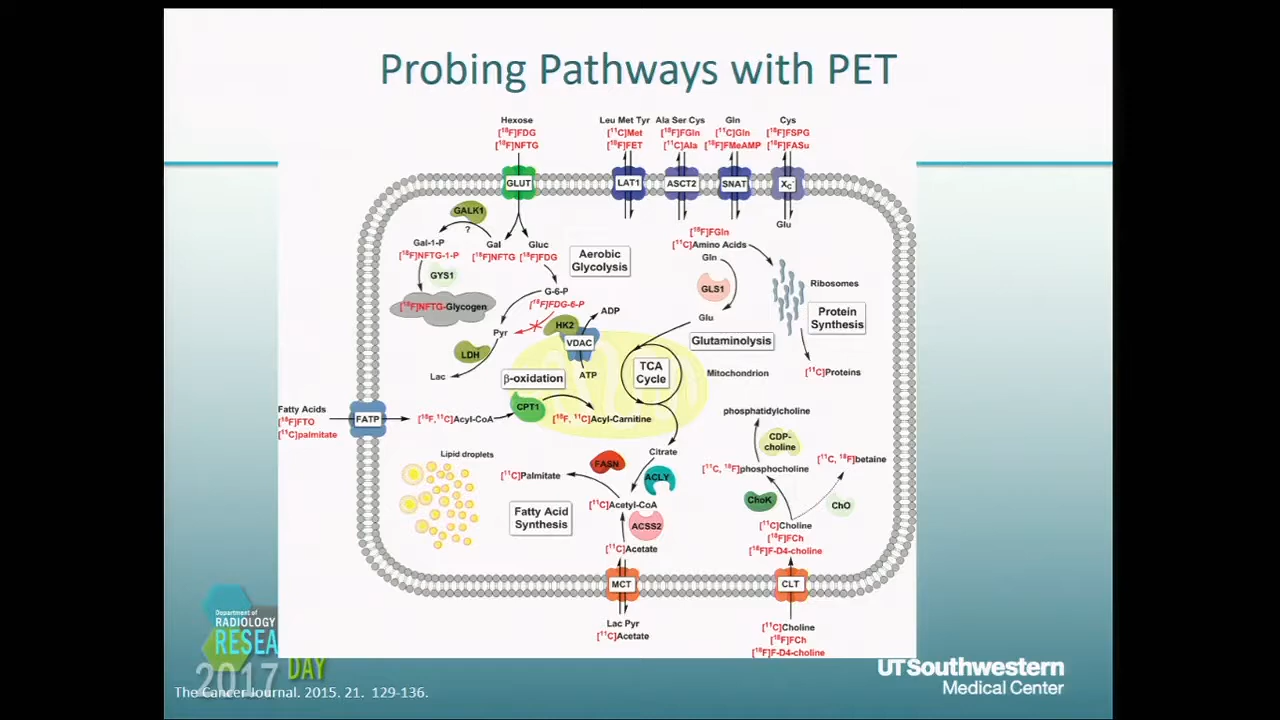 Probing Pathways with PET
Hexose
[¹⁸F]FDG
[¹⁸F]NFTG
Leu Met Tyr
[¹¹C]Met
[¹⁸F]FET
Ala Ser Cys
[¹⁸F]FGln
[¹¹C]Ala
Gln
[¹¹C]Gln
[¹⁸F]FMeAMP
Cys
[¹⁸F]FSPG
[¹⁸F]FASu
GLUT
LAT1
ASCT2
SNAT
Xc⁻
GALK1
?
Gal-1-P
[¹⁸F]NFTG-1-P
Gal
[¹⁸F]NFTG
Gluc
[¹⁸F]FDG
Aerobic
Glycolysis
[¹⁸F]FGln
[¹¹C]Amino Acids
Gln
Glu
GYS1
[¹⁸F]NFTG-Glycogen
G-6-P
[¹⁸F]FDG-6-P
GLS1
Ribosomes
Protein
Synthesis
Pyr
HK2
VDAC
ADP
Glu
Glutaminolysis
LDH
Lac
β-oxidation
ATP
TCA
Cycle
Mitochondrion
[¹¹C]Proteins
Fatty Acids
[¹⁸F]FTO
[¹¹C]palmitate
FATP
[¹⁸F,¹¹C]Acyl-CoA
CPT1
[¹⁸F, ¹¹C]Acyl-Carnitine
phosphatidylcholine
CDP-
choline
Lipid droplets
Citrate
FASN
ACLY
[¹¹C]Palmitate
[¹¹C, ¹⁸F]phosphocholine
[¹¹C, ¹⁸F]betaine
Fatty Acid
Synthesis
[¹¹C]Acetyl-CoA
ACSS2
[¹¹C]Acetate
ChoK
ChO
[¹¹C]Choline
[¹⁸F]FCh
[¹⁸F]F-D4-choline
MCT
CLT
Lac Pyr
[¹¹C]Acetate
[¹¹C]Choline
[¹⁸F]FCh
[¹⁸F]F-D4-choline
Department of
RADIOLOGY
RESEA
2017 DAY
The Cancer Journal. 2015. 21. 129-136.
UTSouthwestern
Medical Center